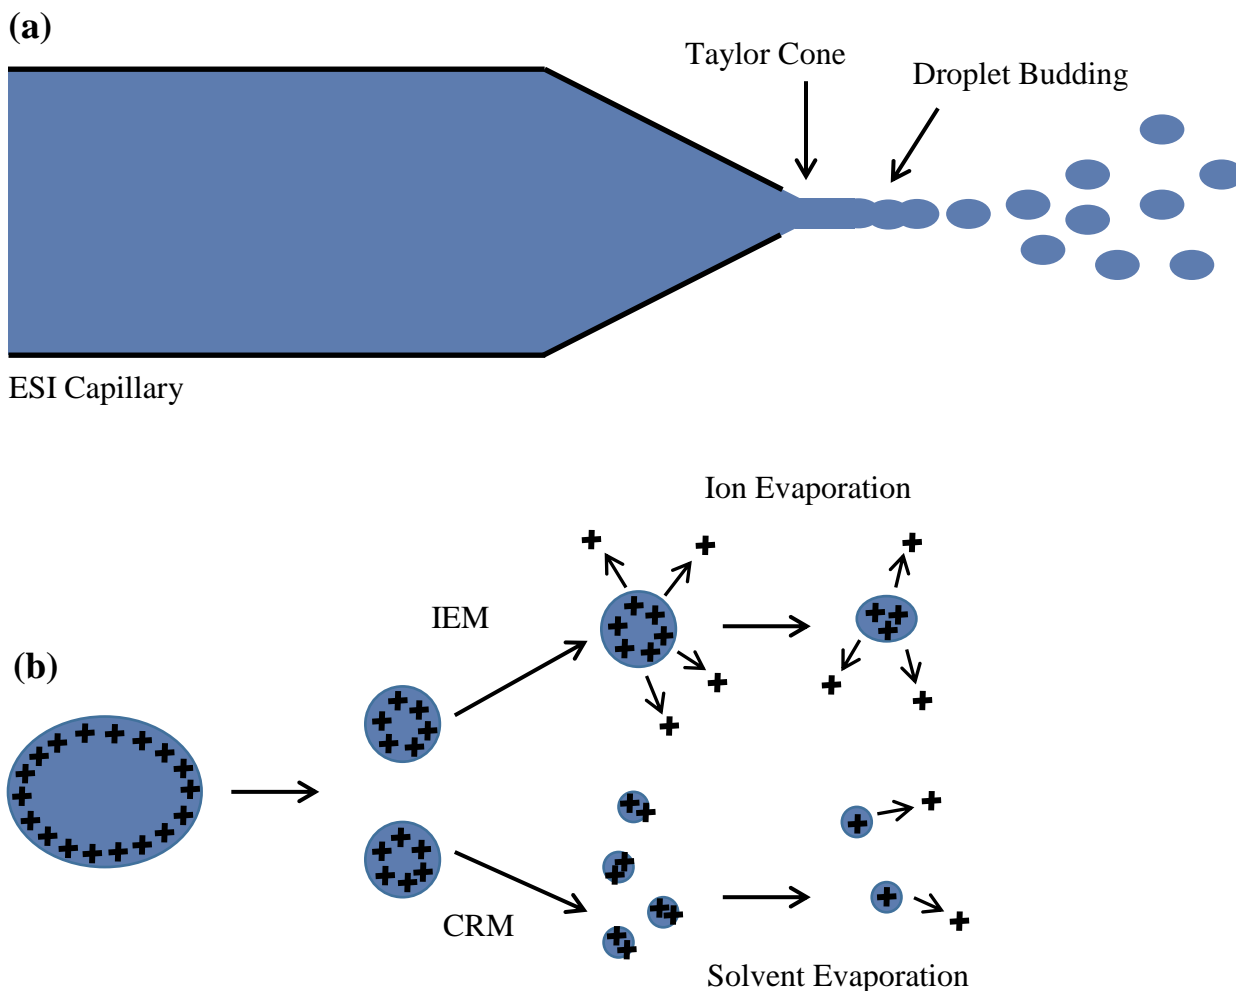 (a)
Taylor Cone
Droplet Budding
ESI Capillary
Ion Evaporation
IEM
(b)
CRM
Solvent Evaporation